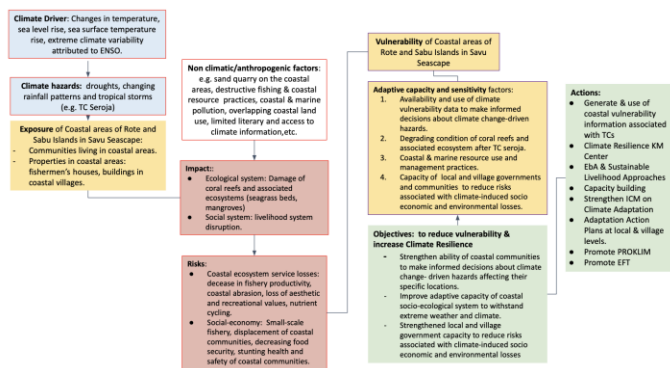 Climate Driver: Changes in temperature,
sea level rise, sea surface temperature
rise, extreme climate variability
attributed to ENSO.
Climate hazards: droughts, changing
rainfall patterns and tropical storms
(e.g. TC Seroja)
Exposure of Coastal areas of Rote and
Sabu Islands in Savu Seascape:
- Communities living in coastal areas.
- Properties in coastal areas:
fishermen's houses, buildings in
coastal villages.
Non climatic/anthropogenic factors:
e.g. sand quarry on the coastal
areas, destructive fishing & coastal
resource practices, coastal & marine
pollution, overlapping coastal land
use, limited literary and access to
climate information,etc.
Impact::
● Ecological system: Damage of
coral reefs and associated
ecosystems (seagrass beds,
mangroves)
● Social system: livelihood system
disruption.
Risks:
● Coastal ecosystem service losses:
decease in fishery productivity,
coastal abrasion, loss of aesthetic
and recreational values, nutrient
cycling.
● Social-economy: Small-scale
fishery, displacement of coastal
communities, decreasing food
security, stunting health and
safety of coastal communities.
Vulnerability of Coastal areas of
Rote and Sabu Islands in Savu
Seascape
Adaptive capacity and sensitivity factors:
1. Availability and use of climate
vulnerability data to make informed
decisions about climate change-driven
hazards.
2. Degrading condition of coral reefs and
associated ecosystem after TC seroja.
3. Coastal & marine resource use and
management practices.
4. Capacity of local and village governments
and communities to reduce risks
associated with climate-induced socio
economic and environmental losses.
Objectives: to reduce vulnerability &
increase Climate Resilience
- Strengthen ability of coastal communities
to make informed decisions about climate
change- driven hazards affecting their
specific locations.
- Improve adaptive capacity of coastal
socio-ecological system to withstand
extreme weather and climate.
- Strengthened local and village
government capacity to reduce risks
associated with climate-induced socio
economic and environmental losses
Actions:
● Generate & use of
coastal vulnerability
information associated
with TCs
● Climate Resilience KM
Center
● EbA & Sustainable
Livelihood Approaches
● Capacity building
● Strengthen ICM on
Climate Adaptation
● Adaptation Action
Plans at local & village
levels.
● Promote PROKLIM
● Promote EFT